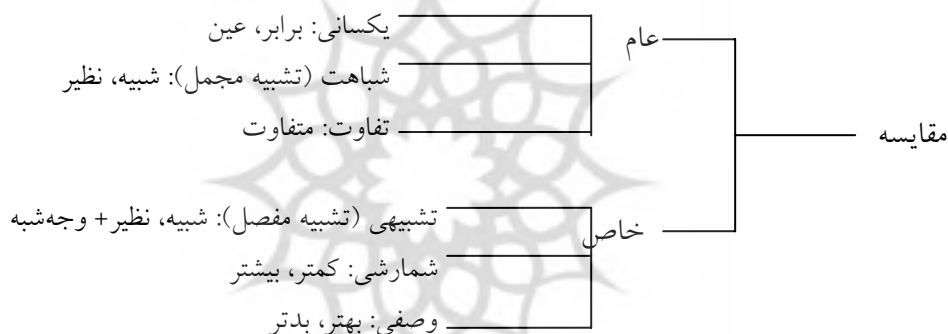 مقایسه
عام
یکسانی: برابر، عین
شباهت (تشبیه مجمل): شبیه، نظیر
تفاوت: متفاوت
خاص
تشبیهی (تشبیه مفصل): شبیه، نظیر+ وجه‌شبه
شمارشی: کمتر، بیشتر
وصفی: بهتر، بدتر